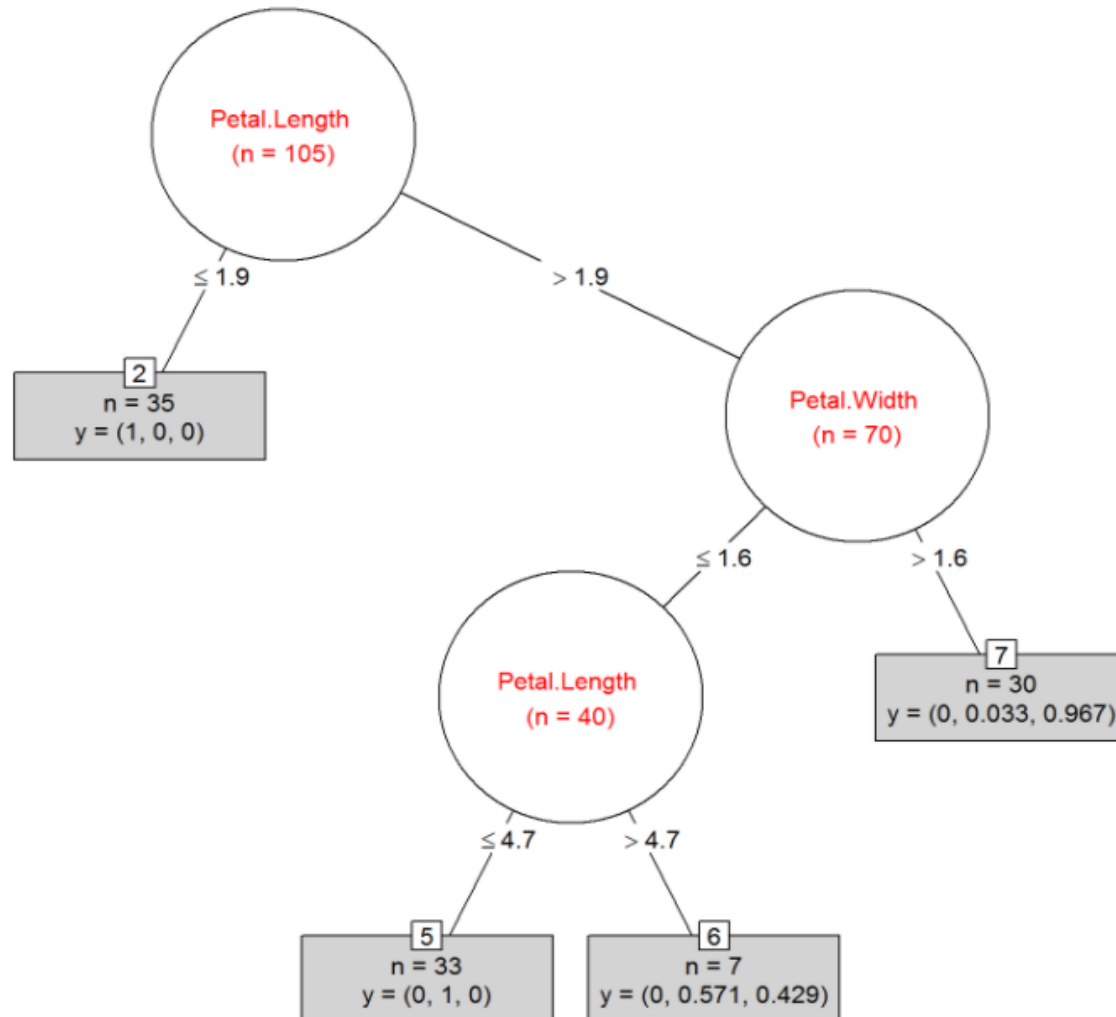 Petal.Length
(n = 105)
≤ 1.9
> 1.9
2
n = 35
y = (1, 0, 0)
Petal.Width
(n = 70)
≤ 1.6
> 1.6
Petal.Length
(n = 40)
7
n = 30
y = (0, 0.033, 0.967)
≤ 4.7
> 4.7
5
n = 33
y = (0, 1, 0)
6
n = 7
y = (0, 0.571, 0.429)